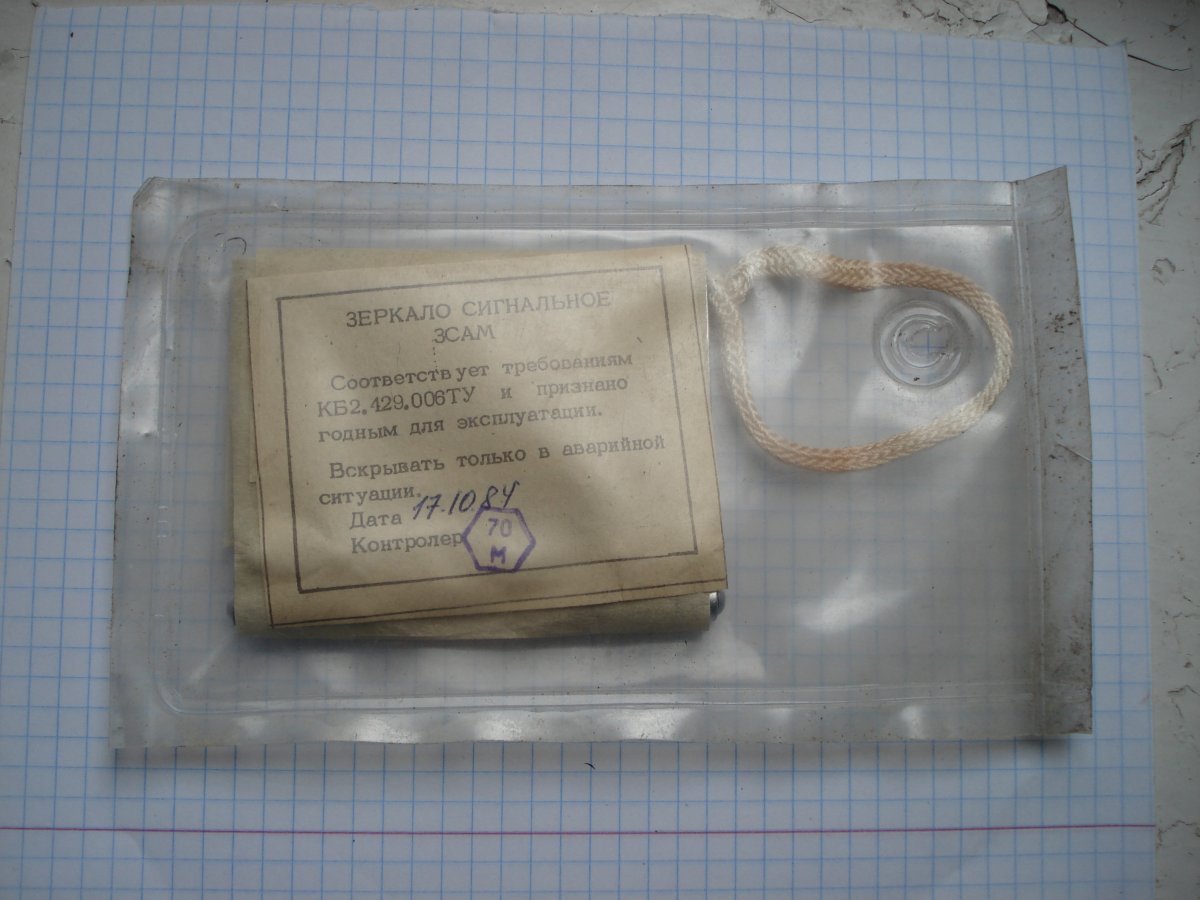 ЗЕРКАЛО СИГНАЛЬНОЕ
ЗСАМ
Соответствует требованиям
КБ2.429.006ТУ и признано
годным для эксплуатации.
Вскрывать только в аварийной
ситуации.
Дата 17.10.84
Контролер 70
М